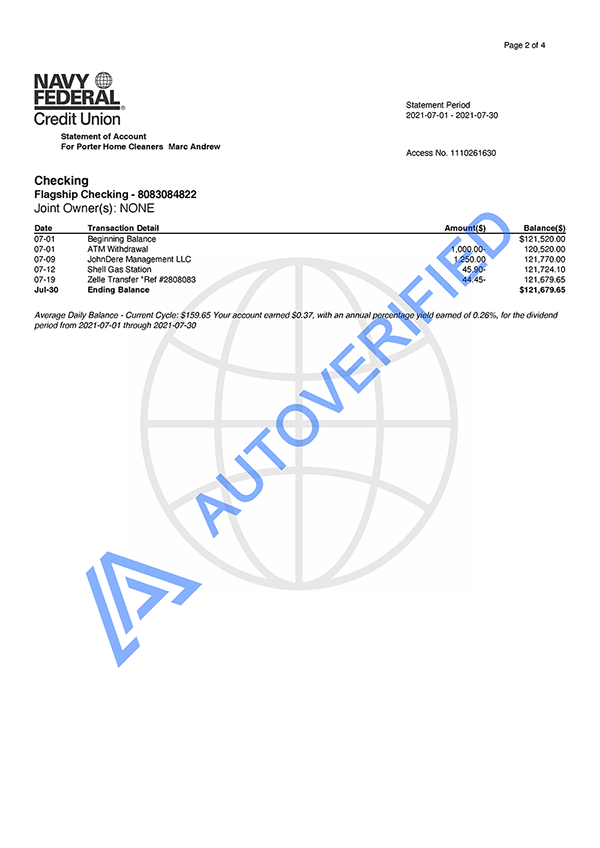 Page 2 of 4
NAVY
FEDERAL®
Credit Union
Statement Period
2021-07-01 - 2021-07-30
Statement of Account
For Porter Home Cleaners Marc Andrew
Access No. 1110261630
Checking
Flagship Checking - 8083084822
Joint Owner(s): NONE
Date Transaction Detail Amount($) Balance($)
07-01 Beginning Balance $121,520.00
07-01 ATM Withdrawal 1,000.00- 120,520.00
07-09 JohnDere Management LLC 1,250.00 121,770.00
07-12 Shell Gas Station 45.90- 121,724.10
07-19 Zelle Transfer *Ref #2808083 44.45- 121,679.65
Jul-30 Ending Balance $121,679.65
Average Daily Balance - Current Cycle: $159.65 Your account earned $0.37, with an annual percentage yield earned of 0.26%, for the dividend
period from 2021-07-01 through 2021-07-30
AUTOVERIFIED